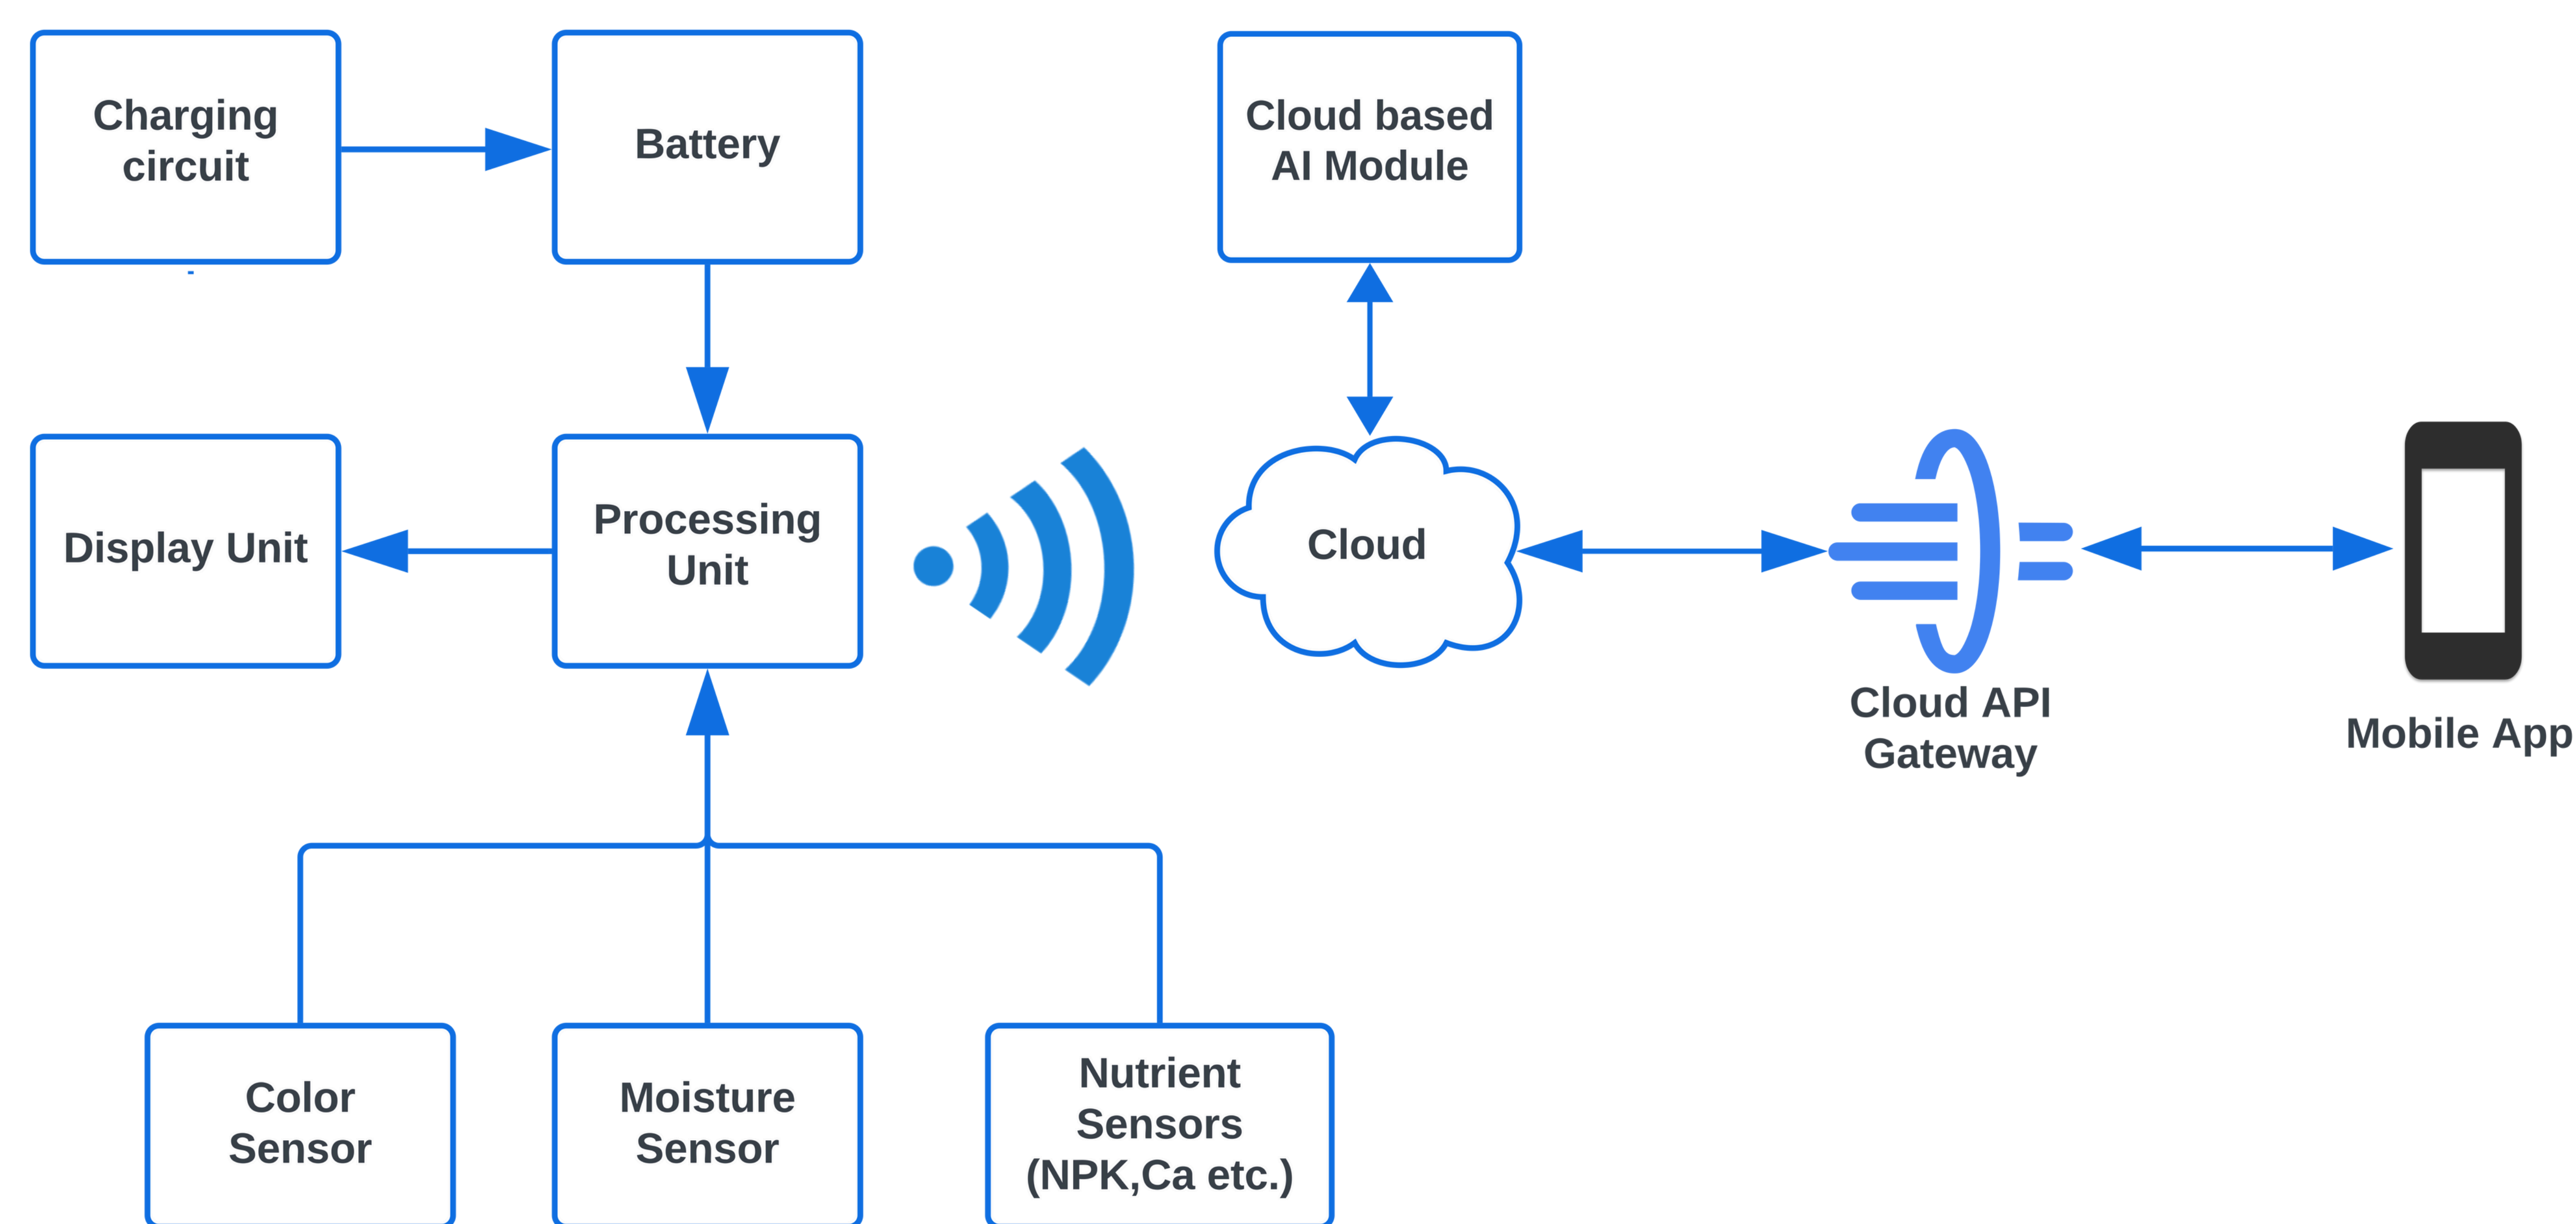 Charging
circuit
Battery
Cloud based
AI Module
Display Unit
Processing
Unit
Cloud
Cloud API
Gateway
Mobile App
Color
Sensor
Moisture
Sensor
Nutrient
Sensors
(NPK,Ca etc.)